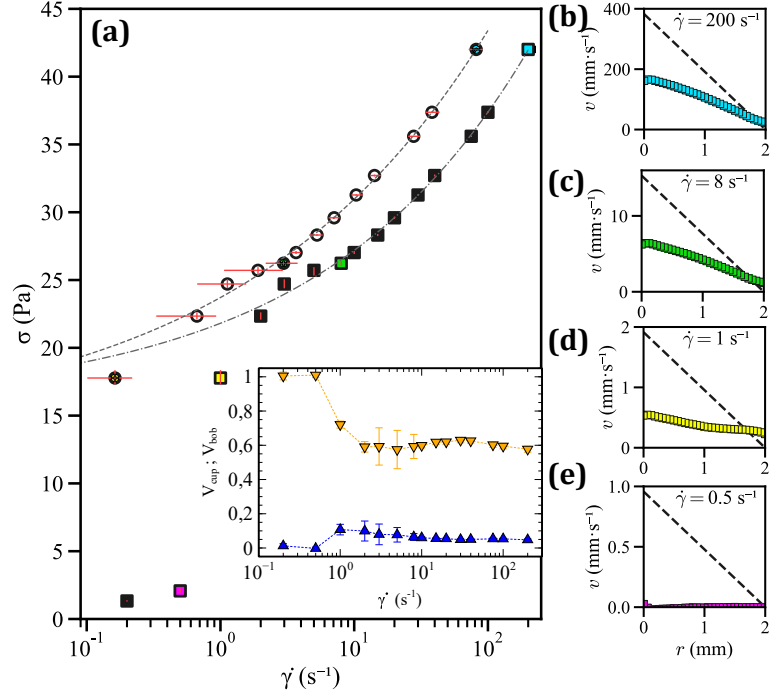 (a)
σ (Pa)
45
40
35
30
25
20
15
10
5
0
10⁻¹
10⁰
10¹
10²
γ̇ (s⁻¹)
V_cup ; V_bob
1
0.8
0.6
0.4
0.2
0
10⁻¹
10⁰
10¹
10²
γ̇ (s⁻¹)
(b)
γ̇ = 200 s⁻¹
v (mm·s⁻¹)
400
200
0
0
1
2
(c)
γ̇ = 8 s⁻¹
v (mm·s⁻¹)
10
0
0
1
2
(d)
γ̇ = 1 s⁻¹
v (mm·s⁻¹)
2
1
0
0
1
2
(e)
γ̇ = 0.5 s⁻¹
v (mm·s⁻¹)
1.0
0.5
0.0
0
1
2
r (mm)